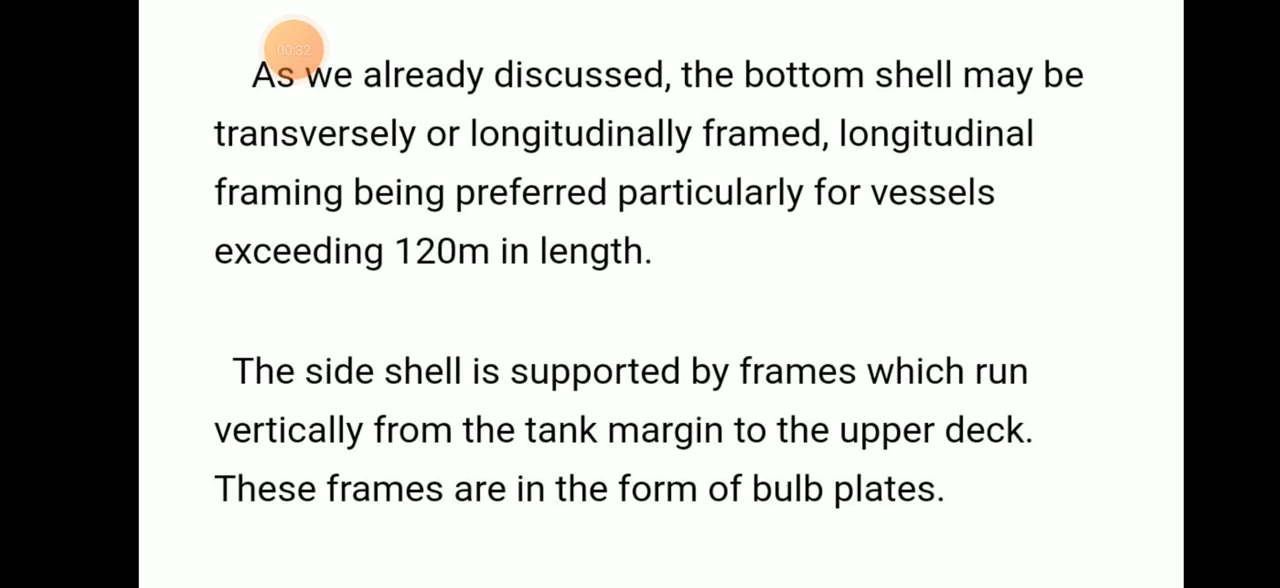 00:32
As we already discussed, the bottom shell may be
transversely or longitudinally framed, longitudinal
framing being preferred particularly for vessels
exceeding 120m in length.
The side shell is supported by frames which run
vertically from the tank margin to the upper deck.
These frames are in the form of bulb plates.